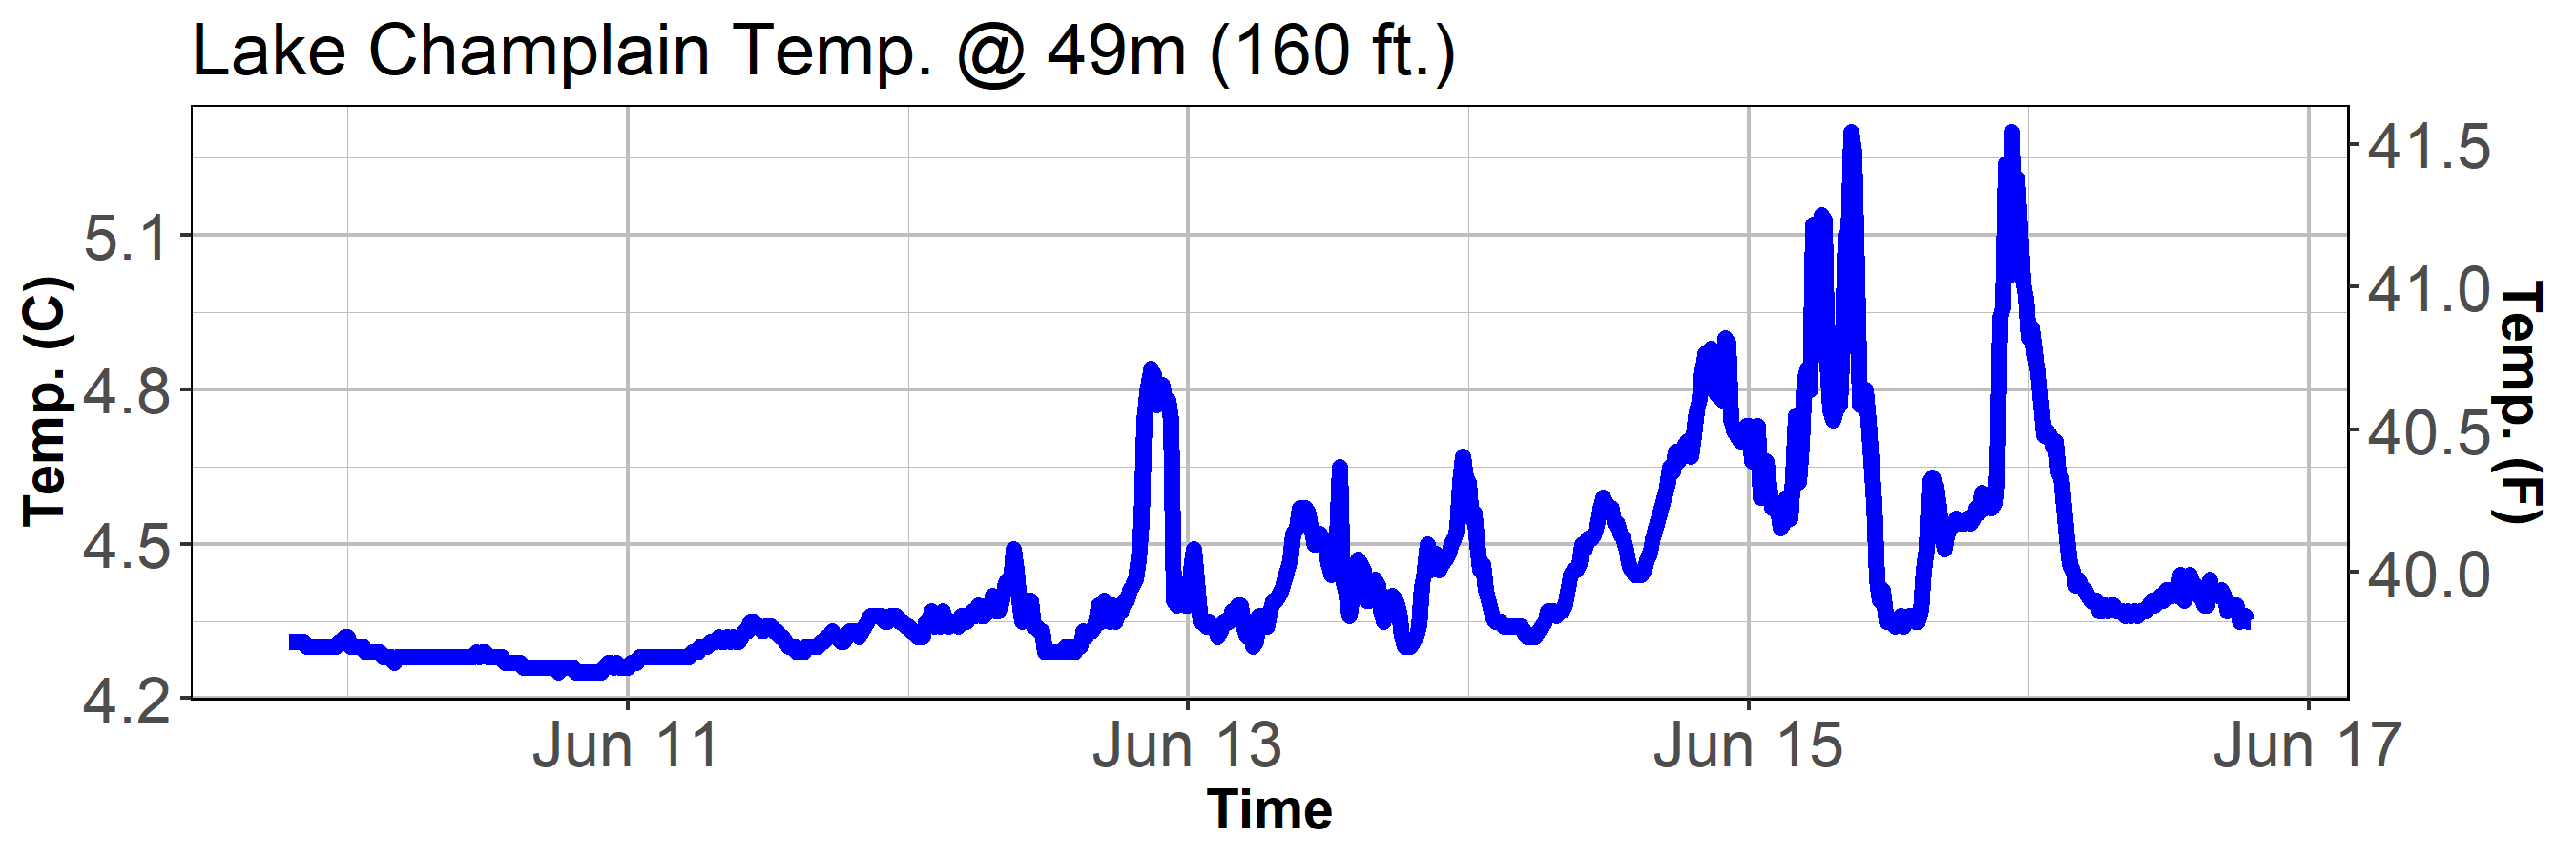 Lake Champlain Temp. @ 49m (160 ft.)
Temp. (C)
5.1
4.8
4.5
4.2
41.5
41.0
40.5
40.0
Temp. (F)
Jun 11
Jun 13
Jun 15
Jun 17
Time